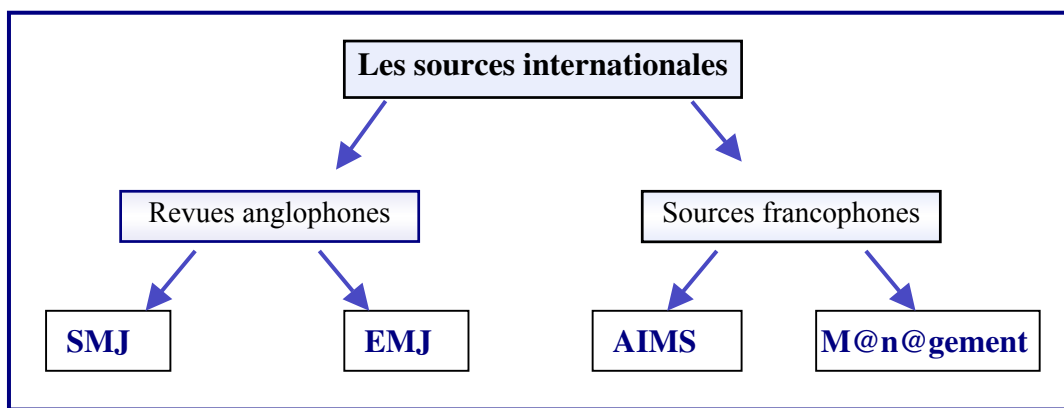 Les sources internationales
Revues anglophones
Sources francophones
SMJ
EMJ
AIMS
M@n@gement